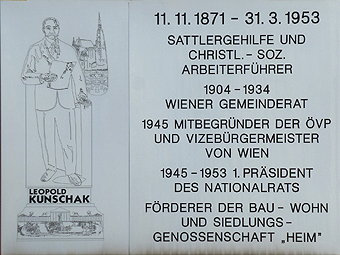 LEOPOLD
KUNSCHAK
11. 11. 1871 – 31. 3. 1953
SATTLERGEHILFE UND
CHRISTL. - SOZ.
ARBEITERFÜHRER
1904 – 1934
WIENER GEMEINDERAT
1945 MITBEGRÜNDER DER ÖVP
UND VIZEBÜRGERMEISTER
VON WIEN
1945 – 1953 1. PRÄSIDENT
DES NATIONALRATS
FÖRDERER DER BAU - WOHN
UND SIEDLUNGS-
GENOSSENSCHAFT „HEIM"